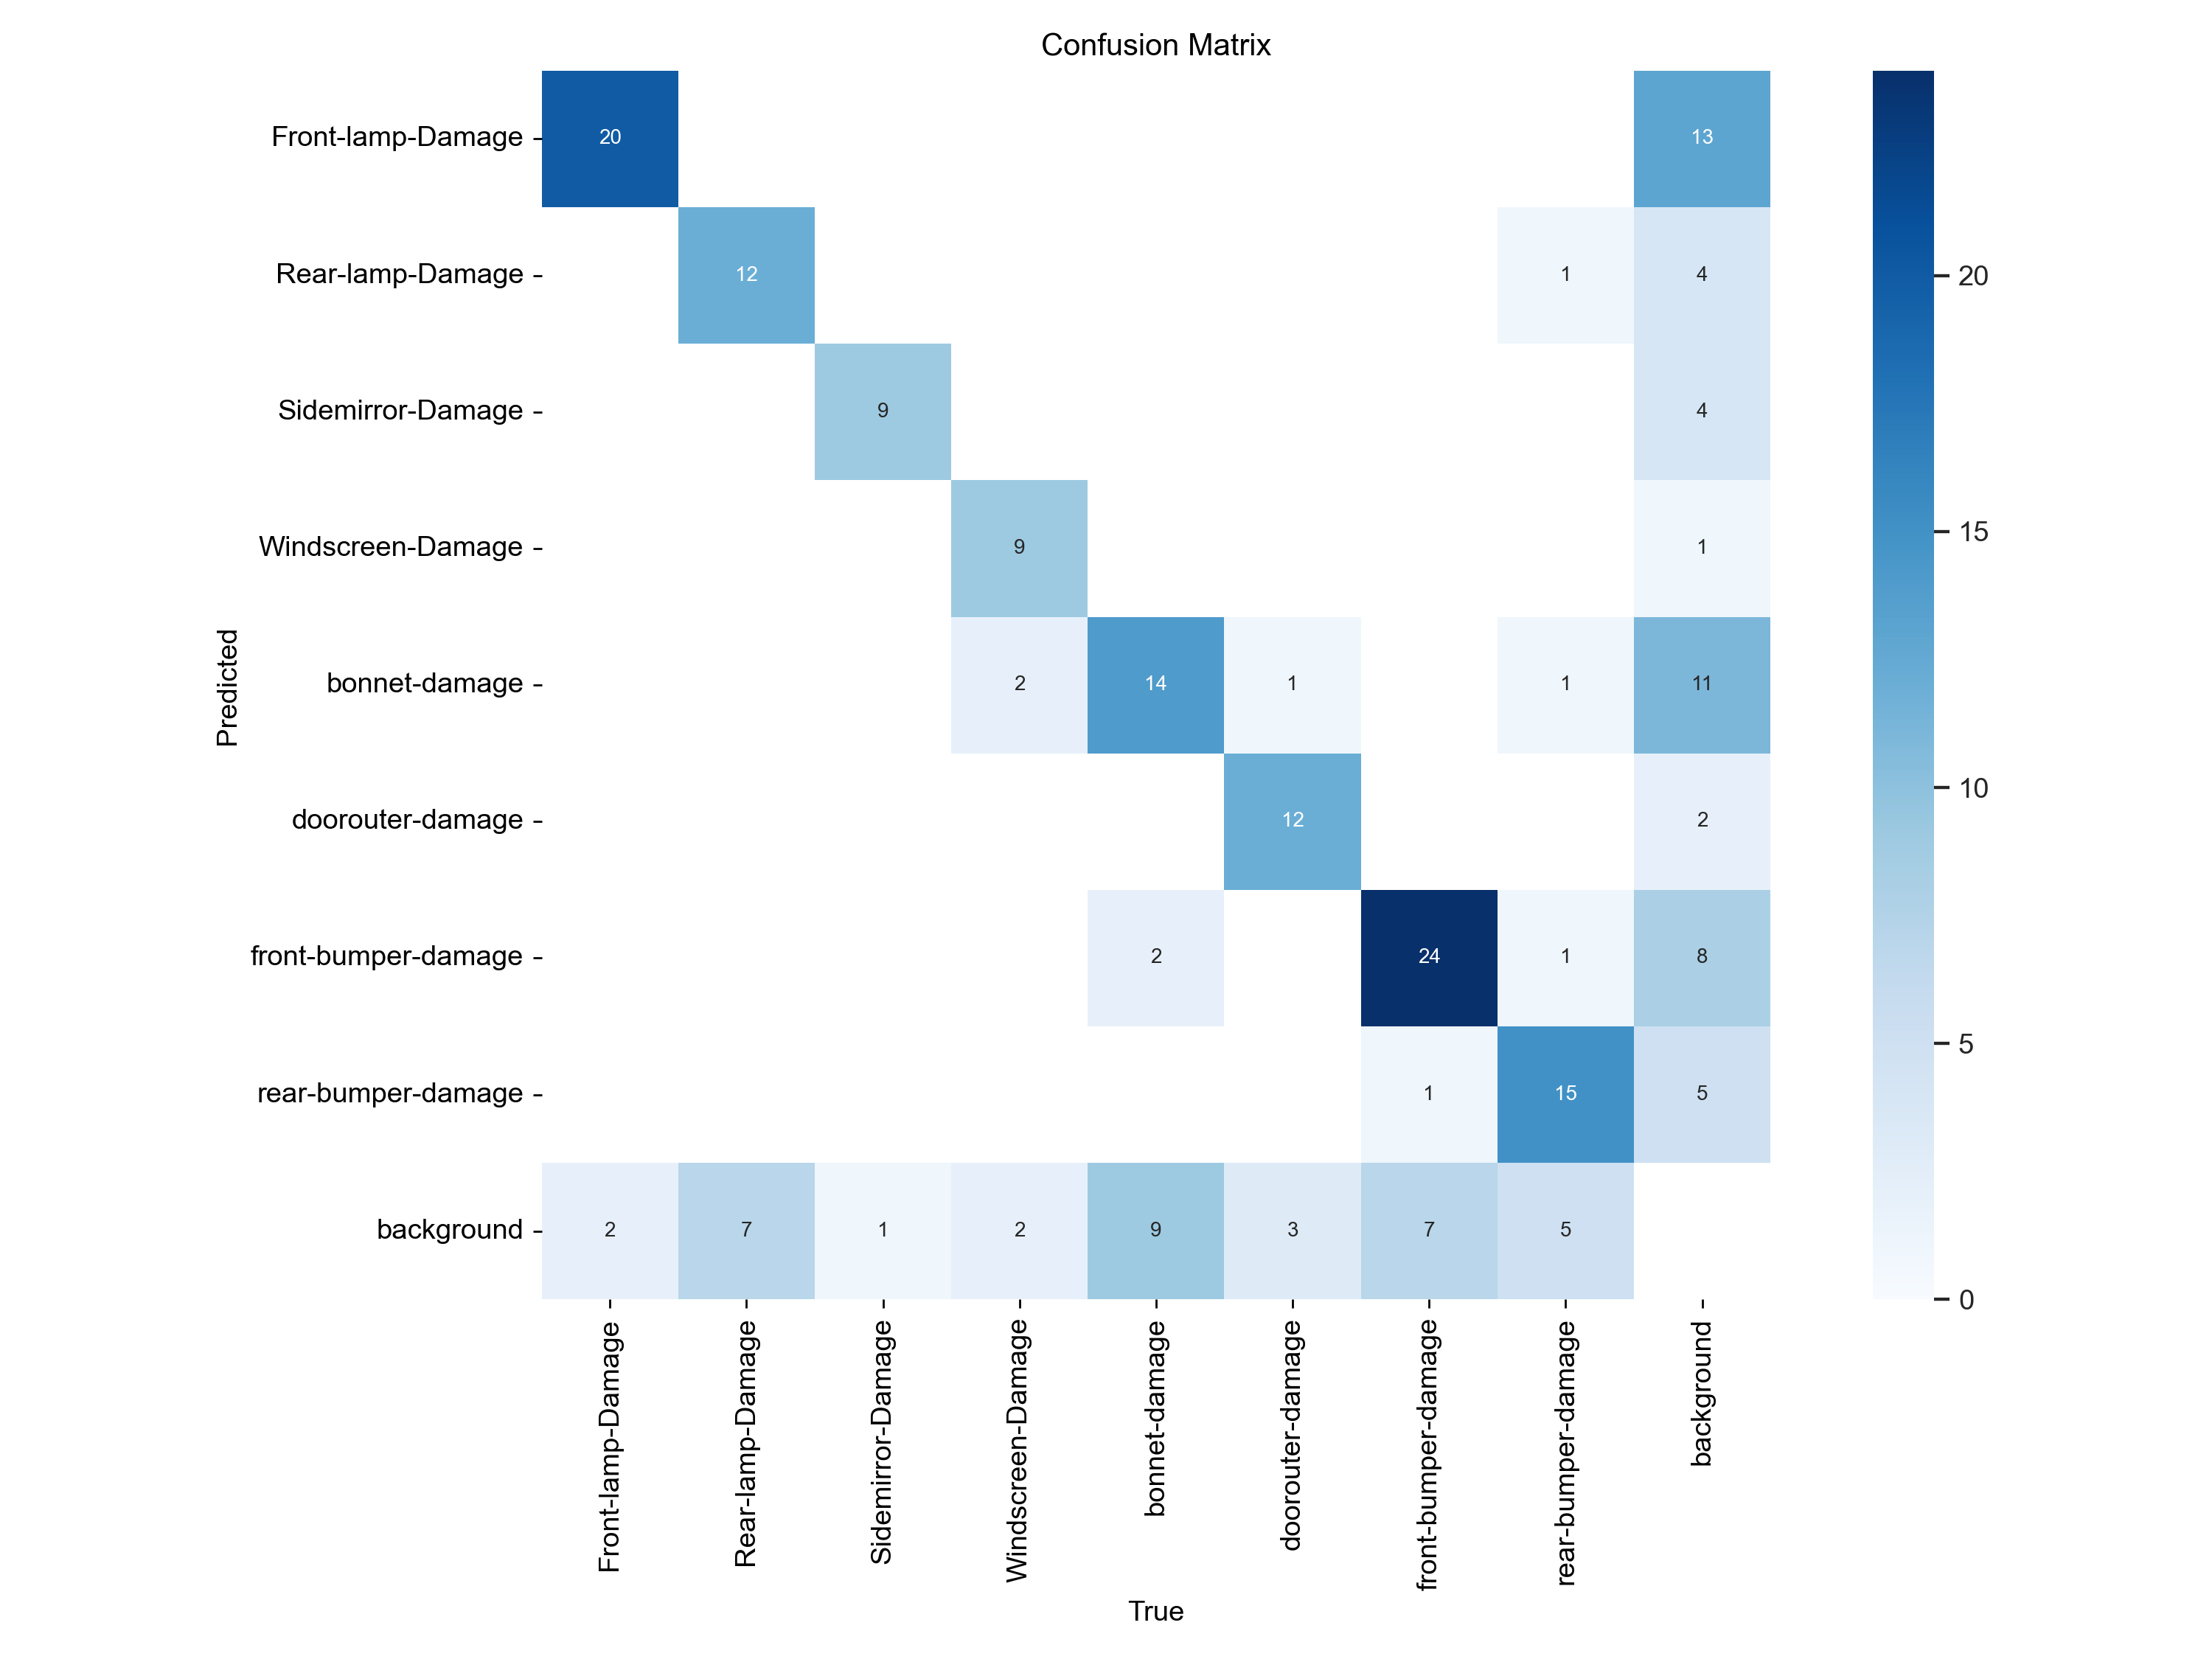 Confusion Matrix
Front-lamp-Damage 20 13
Rear-lamp-Damage 12 1 4 20
Sidemirror-Damage 9 4
Windscreen-Damage 9 1 15
Predicted
bonnet-damage 2 14 1 1 11
10
doorouter-damage 12 2
front-bumper-damage 2 24 1 8
5
rear-bumper-damage 1 15 5
background 2 7 1 2 9 3 7 5
0
Front-lamp-Damage
Rear-lamp-Damage
Sidemirror-Damage
Windscreen-Damage
bonnet-damage
doorouter-damage
front-bumper-damage
rear-bumper-damage
background
True